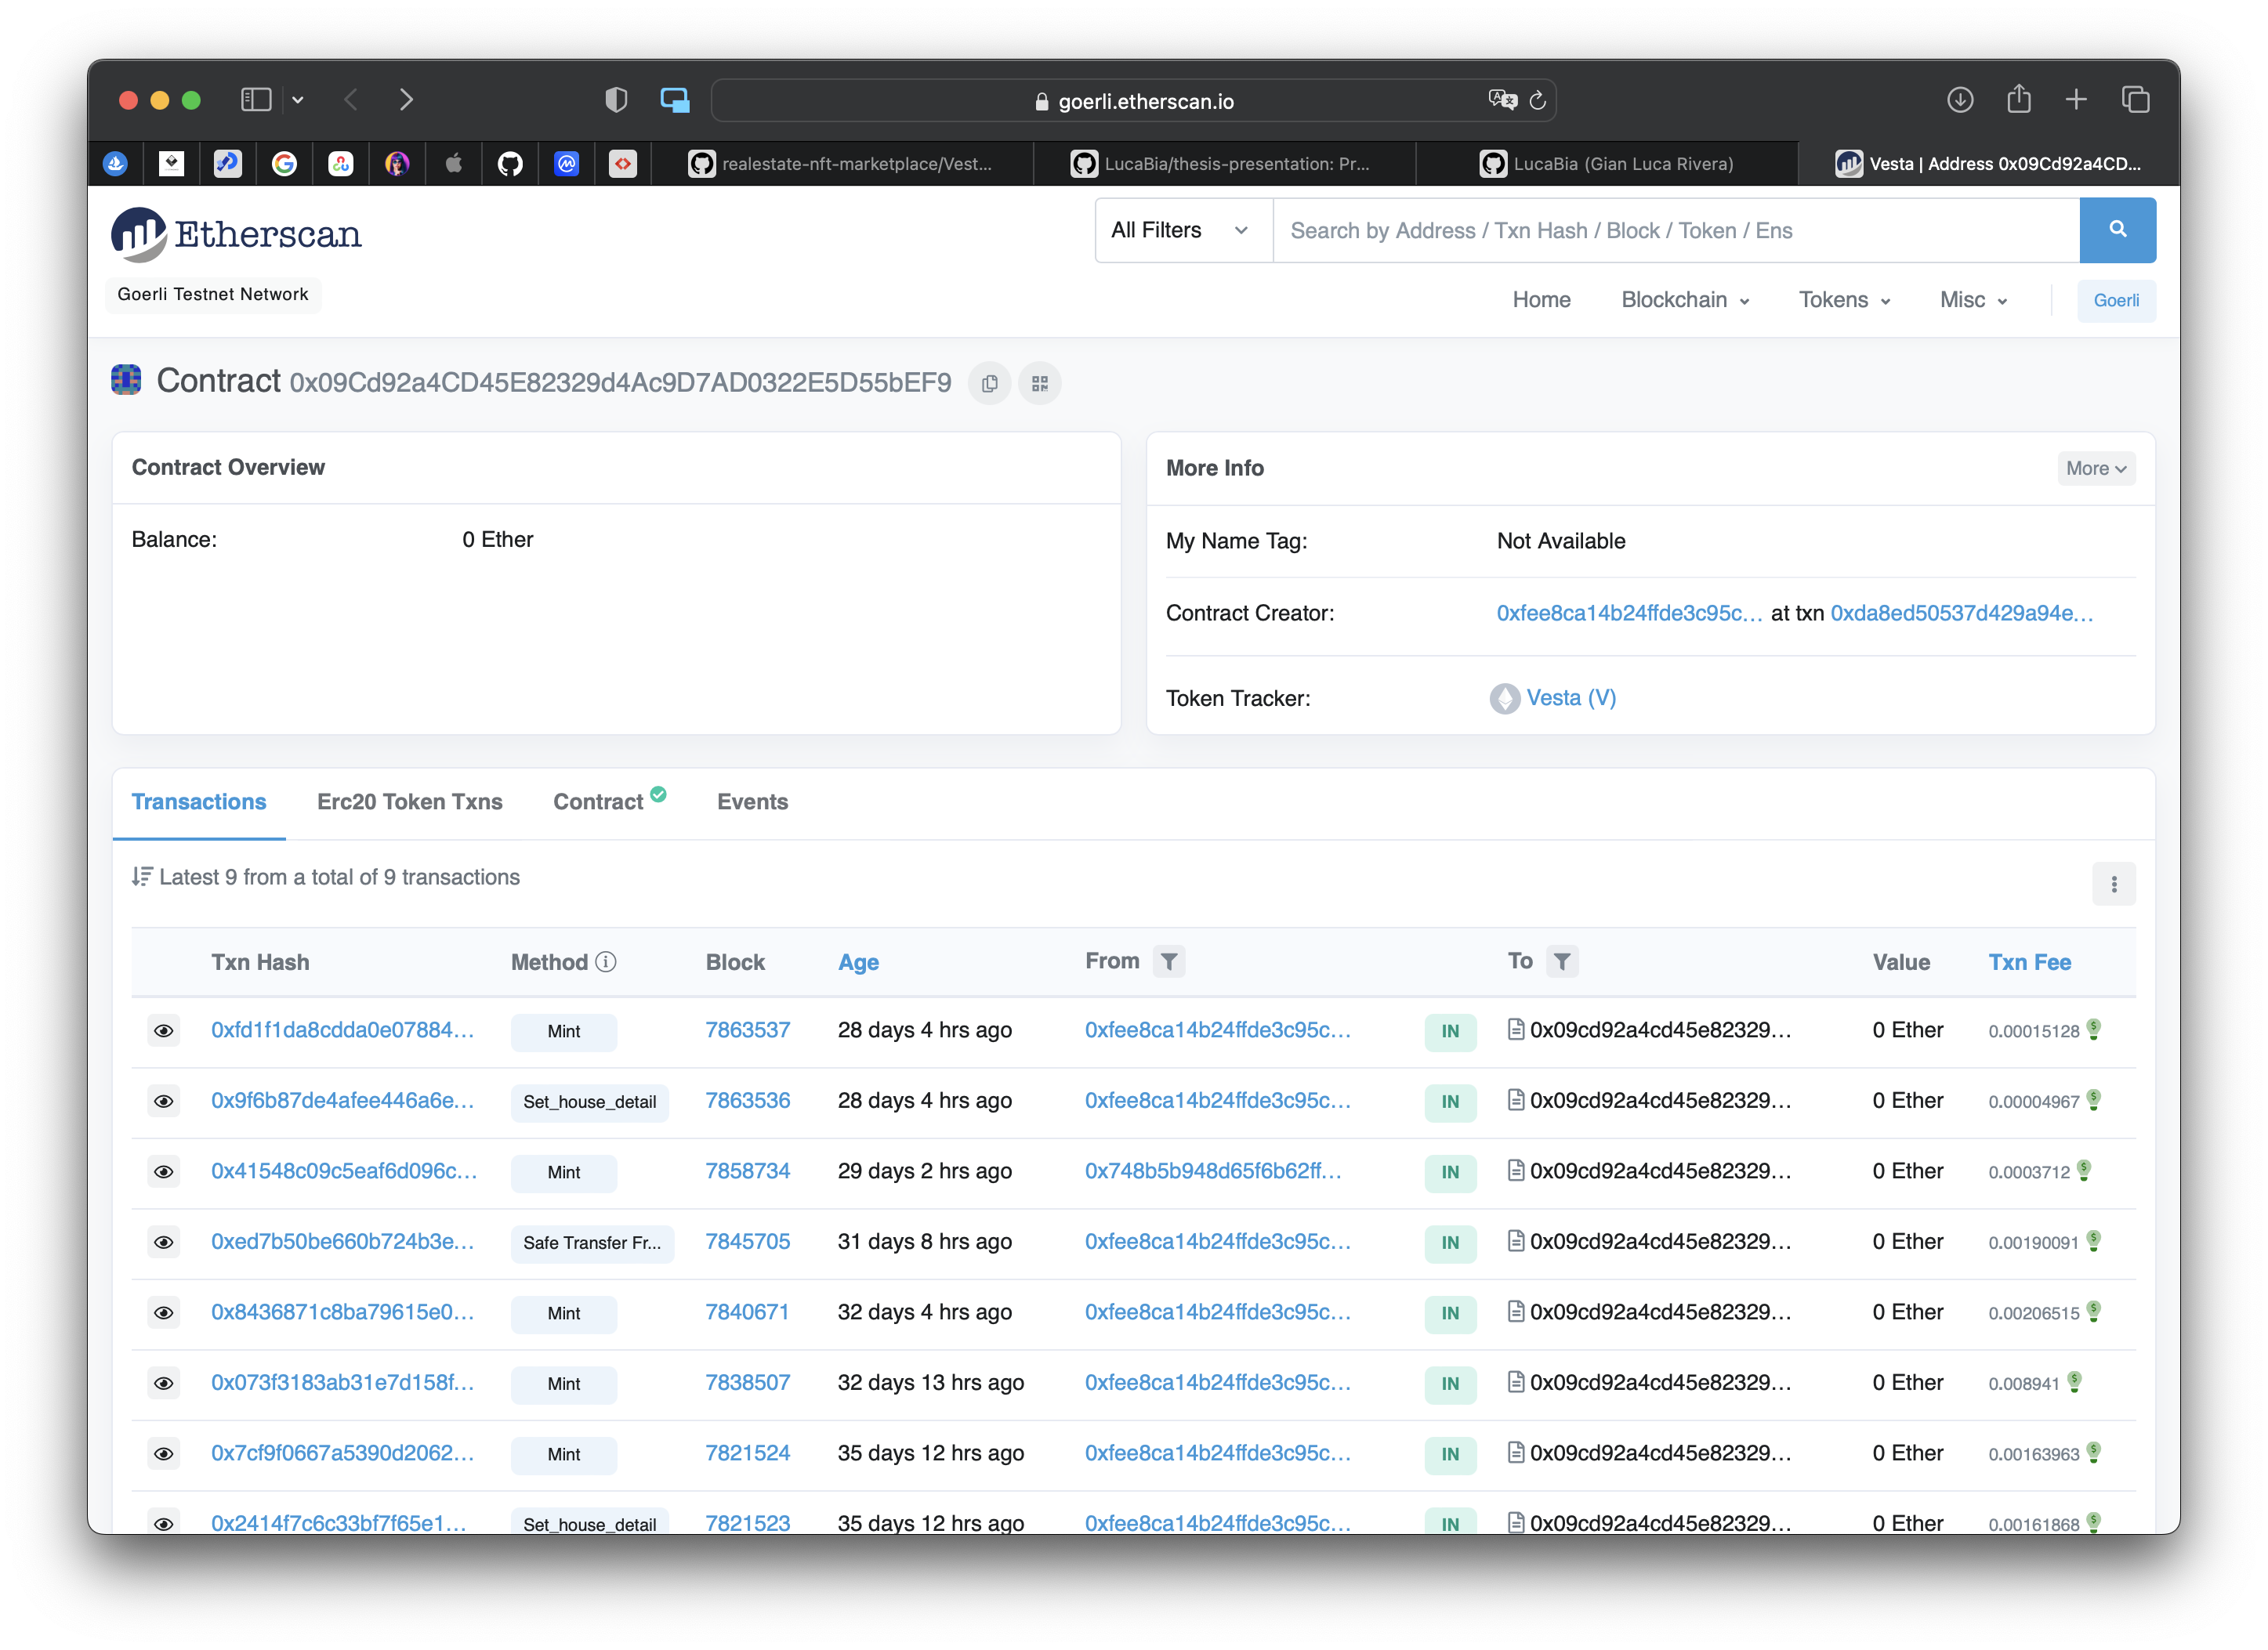 goerli.etherscan.io
realestate-nft-marketplace/Vest...
LucaBia/thesis-presentation: Pr...
LucaBia (Gian Luca Rivera)
Vesta | Address 0x09Cd92a4CD...
Etherscan
All Filters
Search by Address / Txn Hash / Block / Token / Ens
Goerli Testnet Network
Home Blockchain Tokens Misc Goerli
Contract 0x09Cd92a4CD45E82329d4Ac9D7AD0322E5D55bEF9
Contract Overview
Balance: 0 Ether
More Info More
My Name Tag: Not Available
Contract Creator: 0xfee8ca14b24ffde3c95c... at txn 0xda8ed50537d429a94e...
Token Tracker: Vesta (V)
Transactions Erc20 Token Txns Contract Events
Latest 9 from a total of 9 transactions
Txn Hash Method Block Age From To Value Txn Fee
0xfd1f1da8cdda0e07884... Mint 7863537 28 days 4 hrs ago 0xfee8ca14b24ffde3c95c... IN 0x09cd92a4cd45e82329... 0 Ether 0.00015128
0x9f6b87de4afee446a6e... Set_house_detail 7863536 28 days 4 hrs ago 0xfee8ca14b24ffde3c95c... IN 0x09cd92a4cd45e82329... 0 Ether 0.00004967
0x41548c09c5eaf6d096c... Mint 7858734 29 days 2 hrs ago 0x748b5b948d65f6b62ff... IN 0x09cd92a4cd45e82329... 0 Ether 0.0003712
0xed7b50be660b724b3e... Safe Transfer Fr... 7845705 31 days 8 hrs ago 0xfee8ca14b24ffde3c95c... IN 0x09cd92a4cd45e82329... 0 Ether 0.00190091
0x8436871c8ba79615e0... Mint 7840671 32 days 4 hrs ago 0xfee8ca14b24ffde3c95c... IN 0x09cd92a4cd45e82329... 0 Ether 0.00206515
0x073f3183ab31e7d158f... Mint 7838507 32 days 13 hrs ago 0xfee8ca14b24ffde3c95c... IN 0x09cd92a4cd45e82329... 0 Ether 0.008941
0x7cf9f0667a5390d2062... Mint 7821524 35 days 12 hrs ago 0xfee8ca14b24ffde3c95c... IN 0x09cd92a4cd45e82329... 0 Ether 0.00163963
0x2414f7c6c33bf7f65e1... Set_house_detail 7821523 35 days 12 hrs ago 0xfee8ca14b24ffde3c95c... IN 0x09cd92a4cd45e82329... 0 Ether 0.00161868